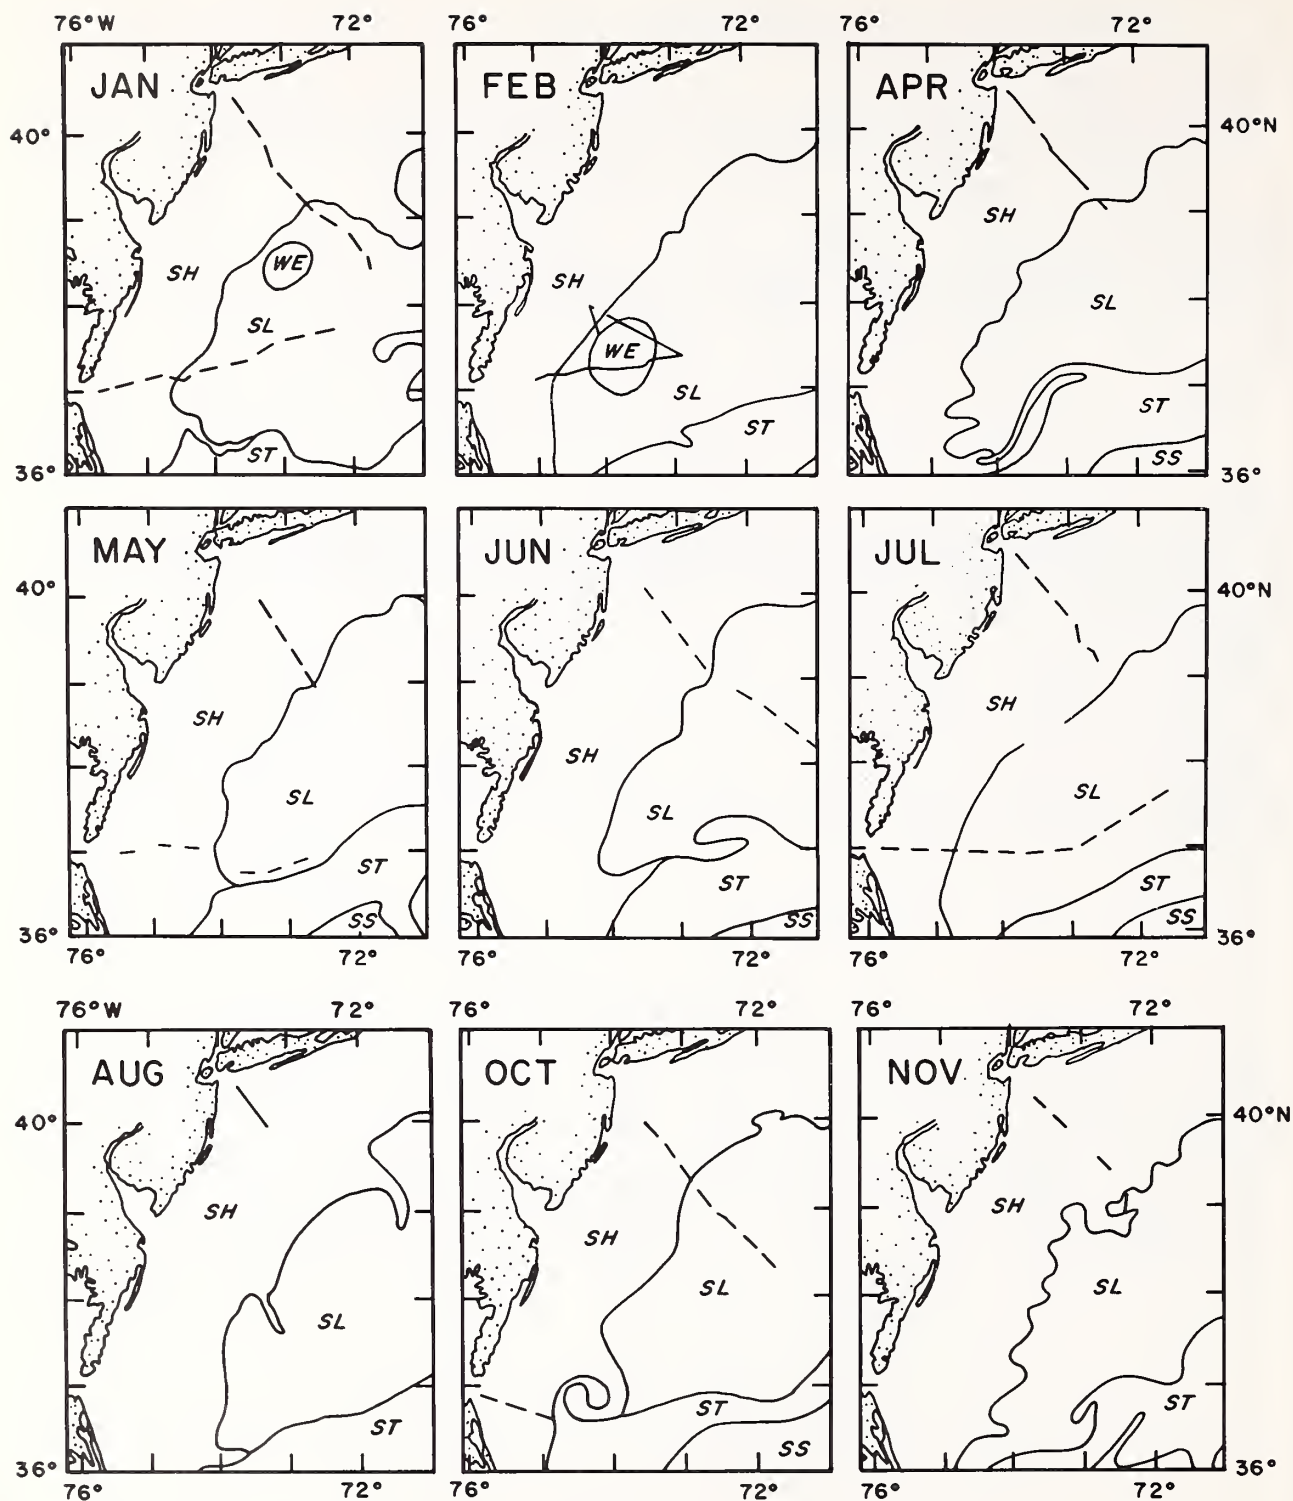 76°W 72° 76° 72° 72°
JAN FEB APR
40° 40°N
SH WE SL ST
SH WE SL ST
SH SL ST SS
36° 36° 36°
MAY JUN JUL
40° 40°N
SH SL ST SS
SH SL ST SS
SH SL ST SS
36° 36°
76° 72° 76° 72° 76° 72°
76°W 72° 76° 72° 76° 72°
AUG OCT NOV
40° 40°N
SH SL ST
SH SL ST SS
SH SL ST
36° 36°
76° 72° 76° 72° 76° 72°